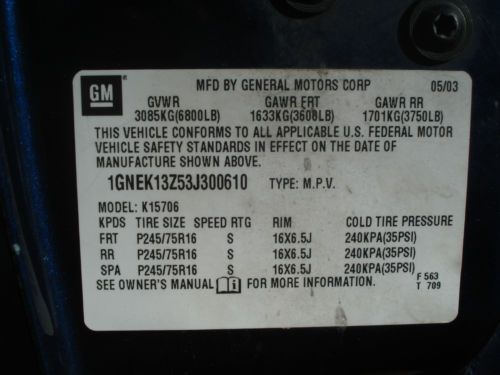 GM
MFD BY GENERAL MOTORS CORP 05/03
GVWR GAWR FRT GAWR RR
3085KG(6800LB) 1633KG(3600LB) 1701KG(3750LB)
THIS VEHICLE CONFORMS TO ALL APPLICABLE U.S. FEDERAL MOTOR
VEHICLE SAFETY STANDARDS IN EFFECT ON THE DATE OF
MANUFACTURE SHOWN ABOVE.
1GNEK13Z53J300610 TYPE: M.P.V.
MODEL: K15706
KPDS TIRE SIZE SPEED RTG RIM COLD TIRE PRESSURE
FRT P245/75R16 S 16X6.5J 240KPA(35PSI)
RR P245/75R16 S 16X6.5J 240KPA(35PSI)
SPA P245/75R16 S 16X6.5J 240KPA(35PSI)
SEE OWNER'S MANUAL i FOR MORE INFORMATION.
F 563
T 709